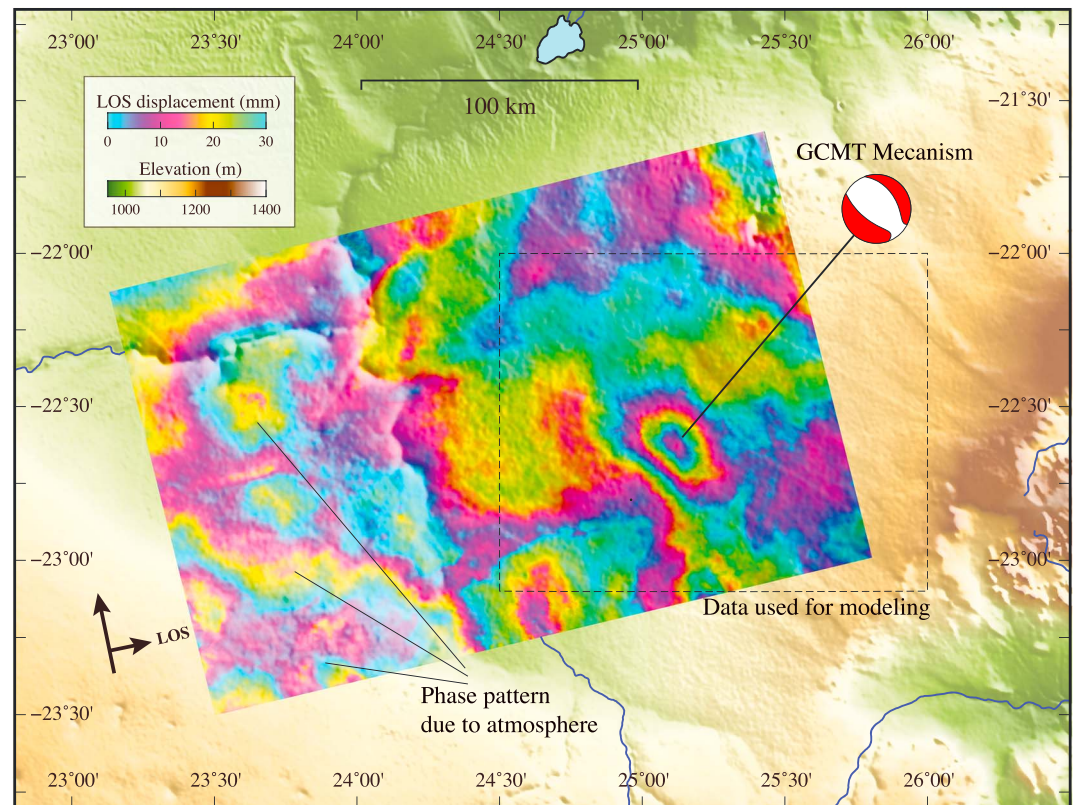 23°00' 23°30' 24°00' 24°30' 25°00' 25°30' 26°00'
LOS displacement (mm)
0 10 20 30
Elevation (m)
1000 1200 1400
100 km
−21°30'
GCMT Mecanism
−22°00' −22°00'
−22°30' −22°30'
−23°00' −23°00'
Data used for modeling
LOS
Phase pattern
due to atmosphere
−23°30'
23°00' 23°30' 24°00' 24°30' 25°00' 25°30' 26°00'